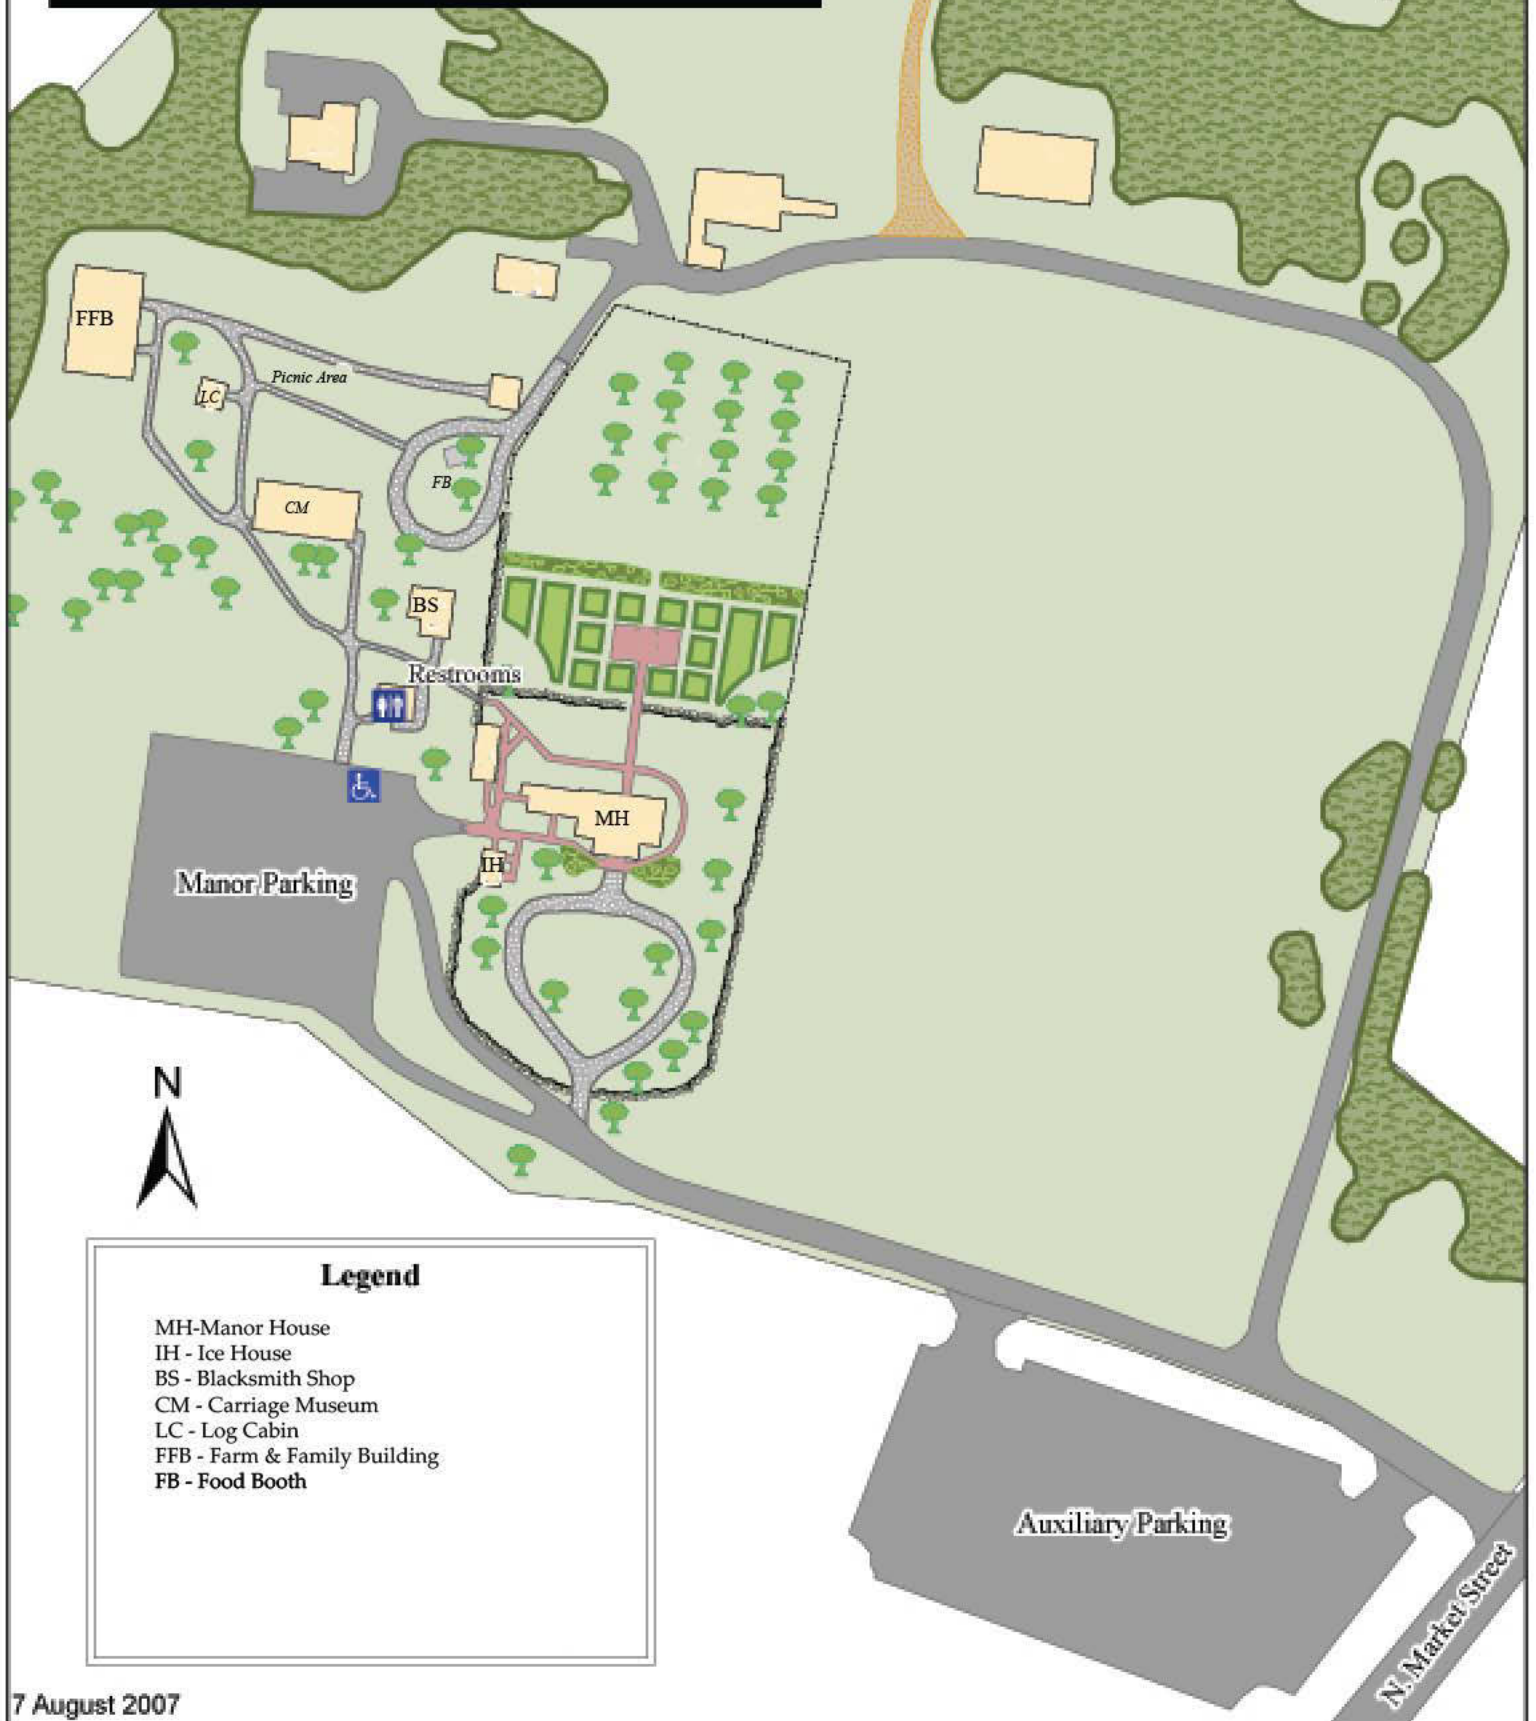 FFB
LC
Picnic Area
FB
CM
BS
Restrooms
MH
IH
Manor Parking
N
Legend
MH-Manor House
IH - Ice House
BS - Blacksmith Shop
CM - Carriage Museum
LC - Log Cabin
FFB - Farm & Family Building
FB - Food Booth
Auxiliary Parking
N. Market Street
7 August 2007